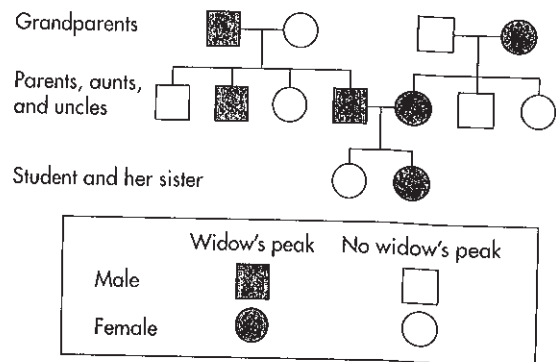 Grandparents
Parents, aunts,
and uncles
Student and her sister
Widow's peak No widow's peak
Male
Female